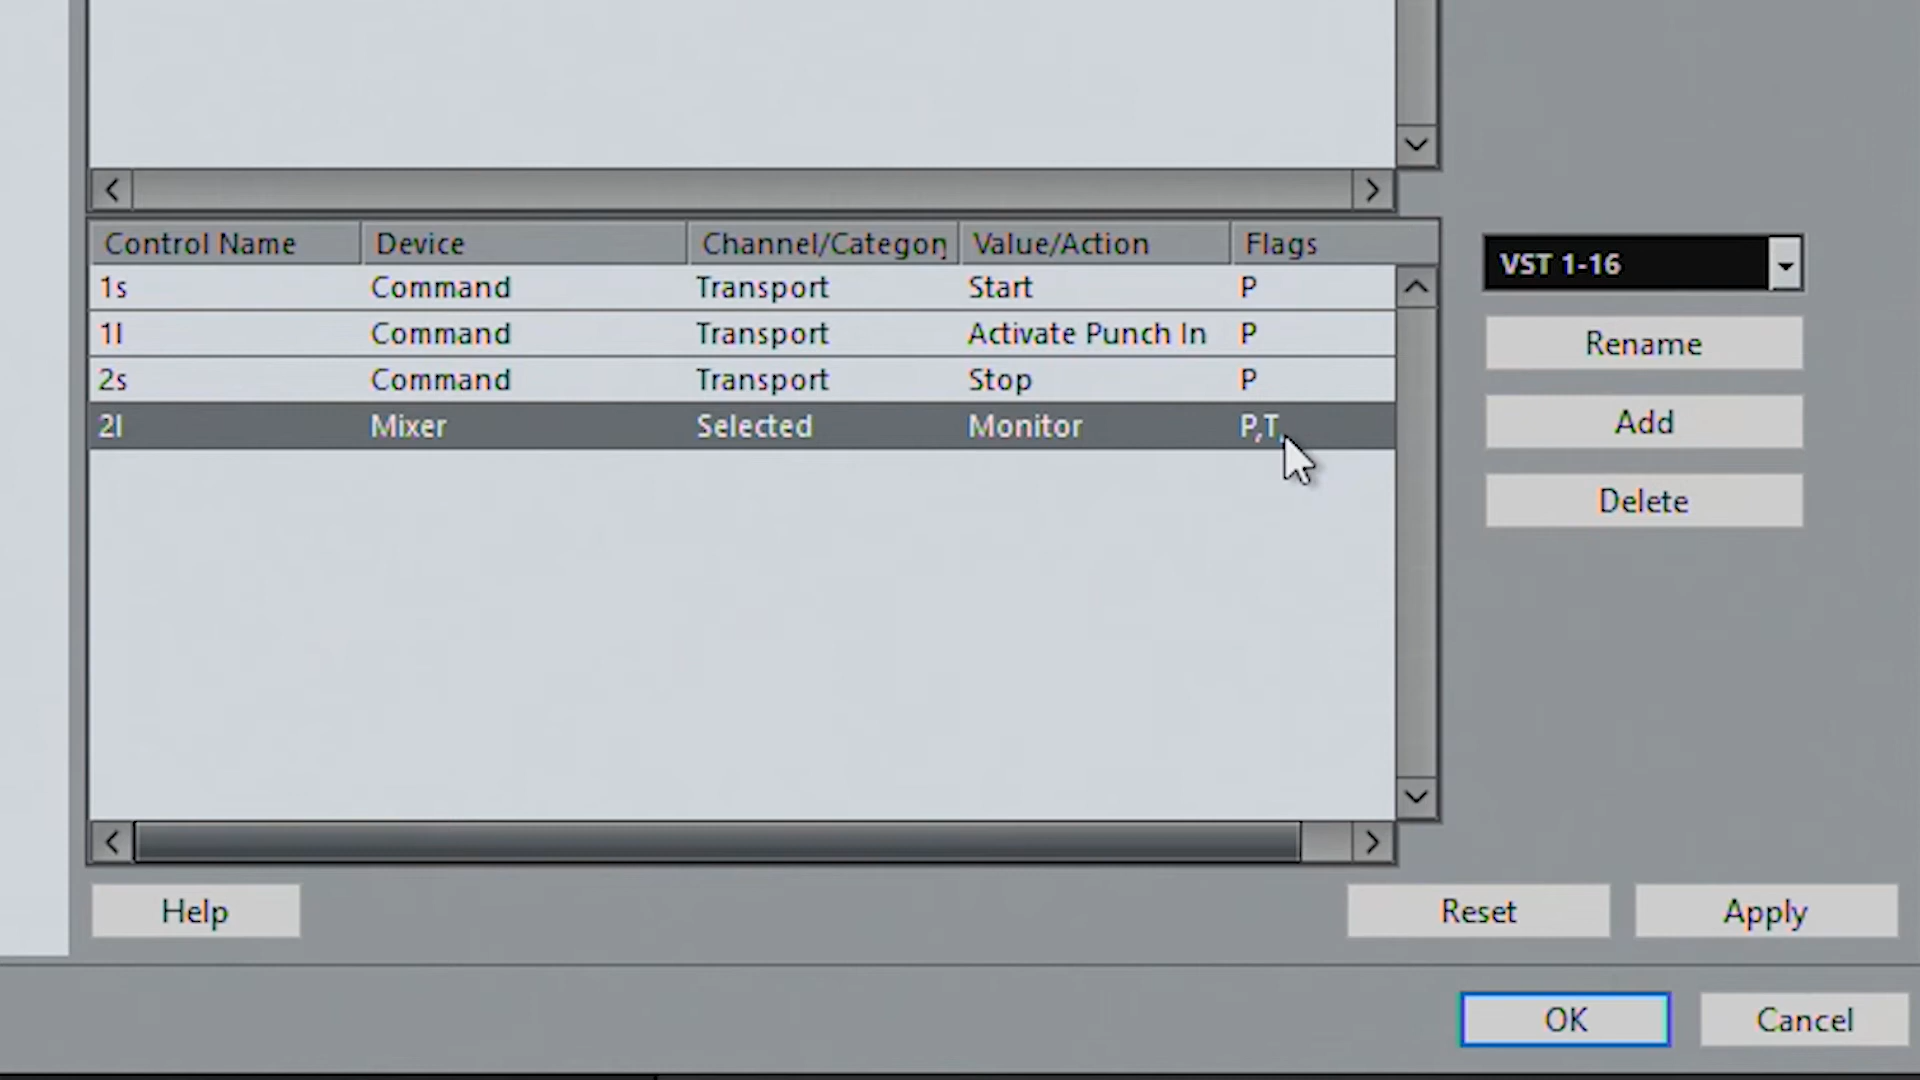 Control Name Device Channel/Categor Value/Action Flags
1s Command Transport Start P
1l Command Transport Activate Punch In P
2s Command Transport Stop P
2l Mixer Selected Monitor P,T,
VST 1-16
Rename
Add
Delete
Help Reset Apply
OK Cancel